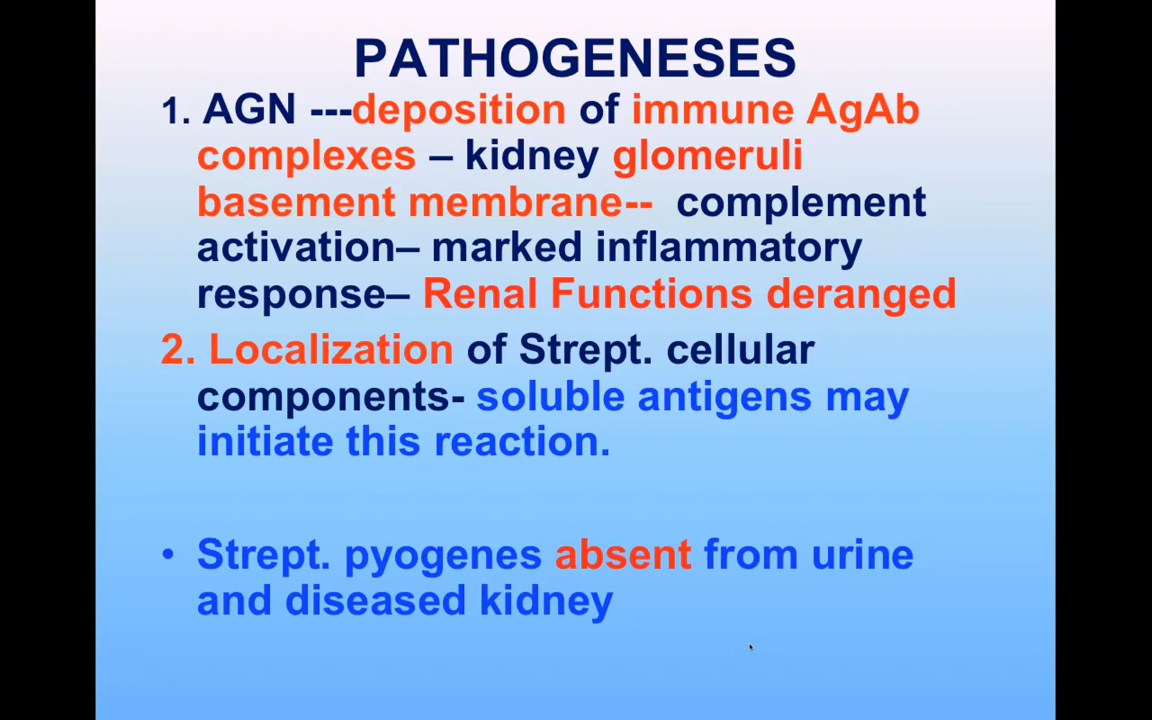 PATHOGENESES
1. AGN ---deposition of immune AgAb
complexes – kidney glomeruli
basement membrane-- complement
activation– marked inflammatory
response– Renal Functions deranged
2. Localization of Strept. cellular
components- soluble antigens may
initiate this reaction.
• Strept. pyogenes absent from urine
and diseased kidney